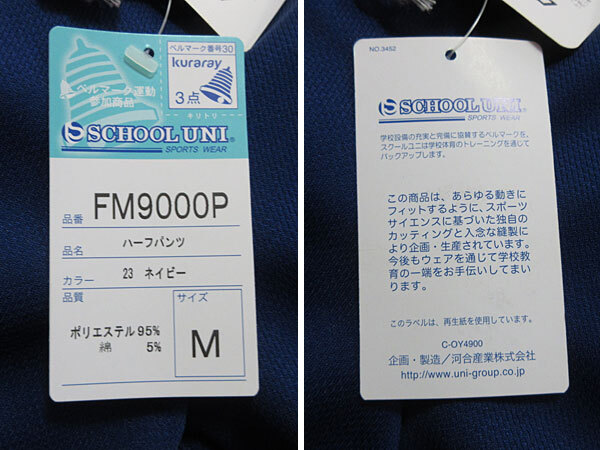 ベルマーク番号30
kuraray
3点
キリトリ
ベルマーク運動
参加商品
SCHOOL UNI®
SPORTS WEAR
品番 FM9000P
品名 ハーフパンツ
カラー 23 ネイビー
品質 サイズ
ポリエステル 95%
綿 5%
M
NO.3452
SCHOOL UNI®
SPORTS WEAR
学校設備の充実と完備に協賛するベルマークを、
スクールユニは学校体育のトレーニングを通じて
バックアップします。
この商品は、あらゆる動きに
フィットするように、スポーツ
サイエンスに基づいた独自の
カッティングと入念な縫製に
より企画・生産されています。
今後もウェアを通じて学校教
育の一端をお手伝いしてまい
ります。
このラベルは、再生紙を使用しています。
C-OY4900
企画・製造／河合産業株式会社
http://www.uni-group.co.jp